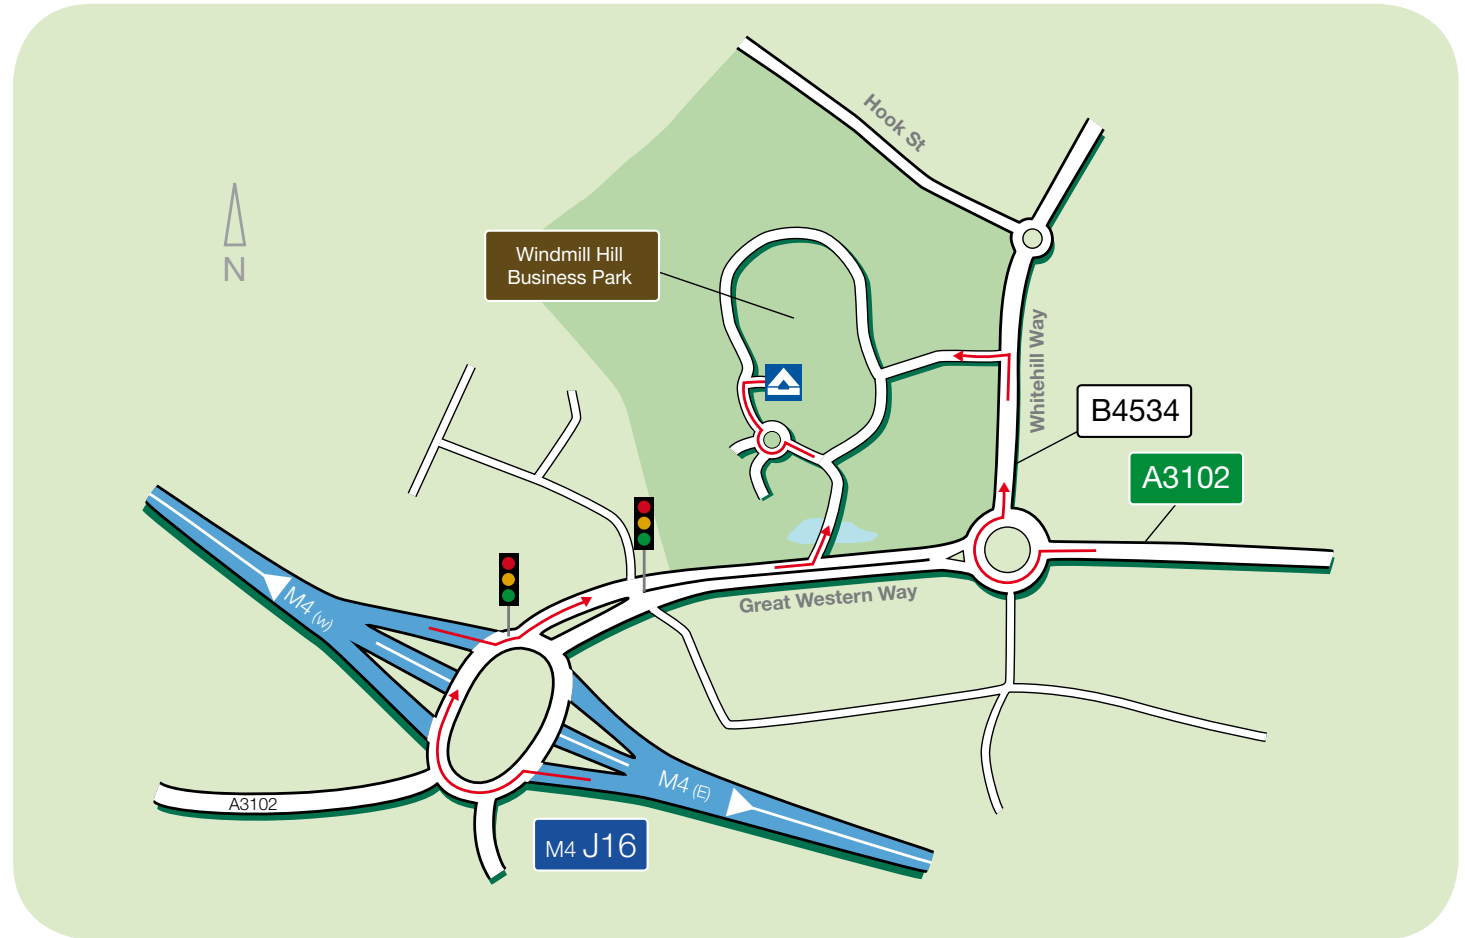 Hook St
N
Windmill Hill
Business Park
Whitehill Way
B4534
A3102
M4 (w)
Great Western Way
M4 (E)
A3102
M4 J16